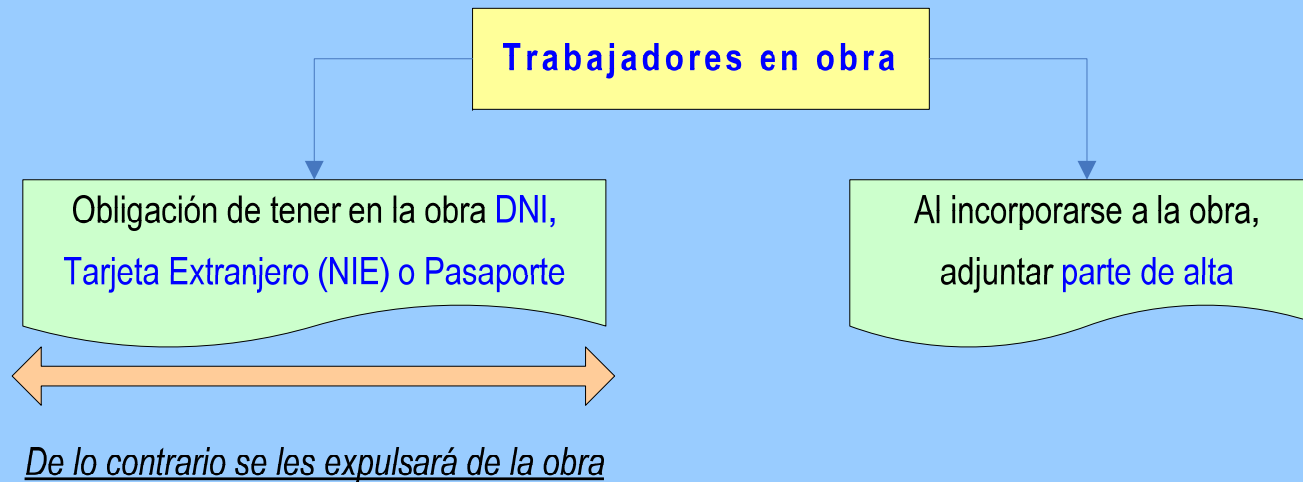 Trabajadores en obra
Obligación de tener en la obra DNI,
Tarjeta Extranjero (NIE) o Pasaporte
Al incorporarse a la obra,
adjuntar parte de alta
De lo contrario se les expulsará de la obra